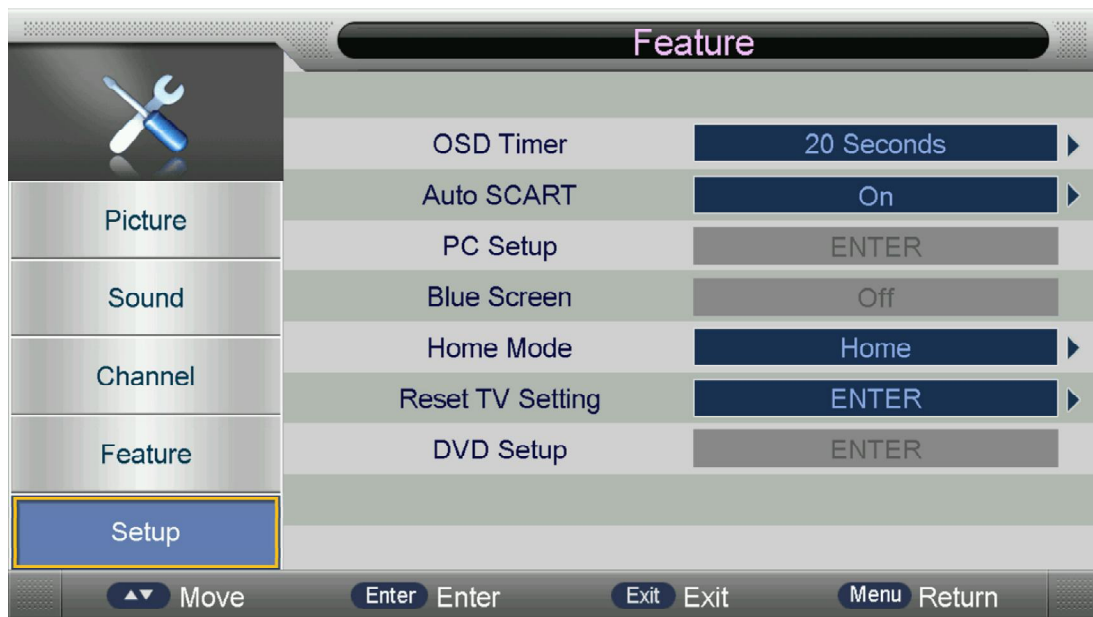 Feature
Picture
Sound
Channel
Feature
Setup
OSD Timer 20 Seconds
Auto SCART On
PC Setup ENTER
Blue Screen Off
Home Mode Home
Reset TV Setting ENTER
DVD Setup ENTER
Move Enter Enter Exit Exit Menu Return